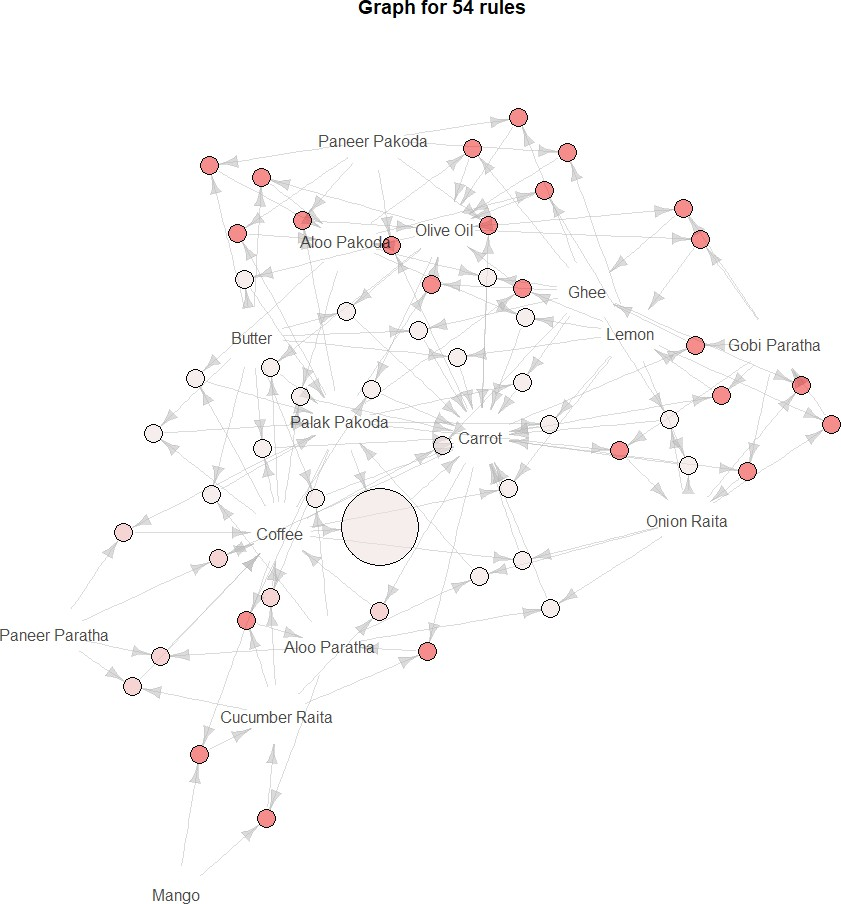 Graph for 54 rules
Paneer Pakoda
Olive Oil
Aloo Pakoda
Ghee
Lemon
Butter
Gobi Paratha
Palak Pakoda
Carrot
Onion Raita
Coffee
Paneer Paratha
Aloo Paratha
Cucumber Raita
Mango